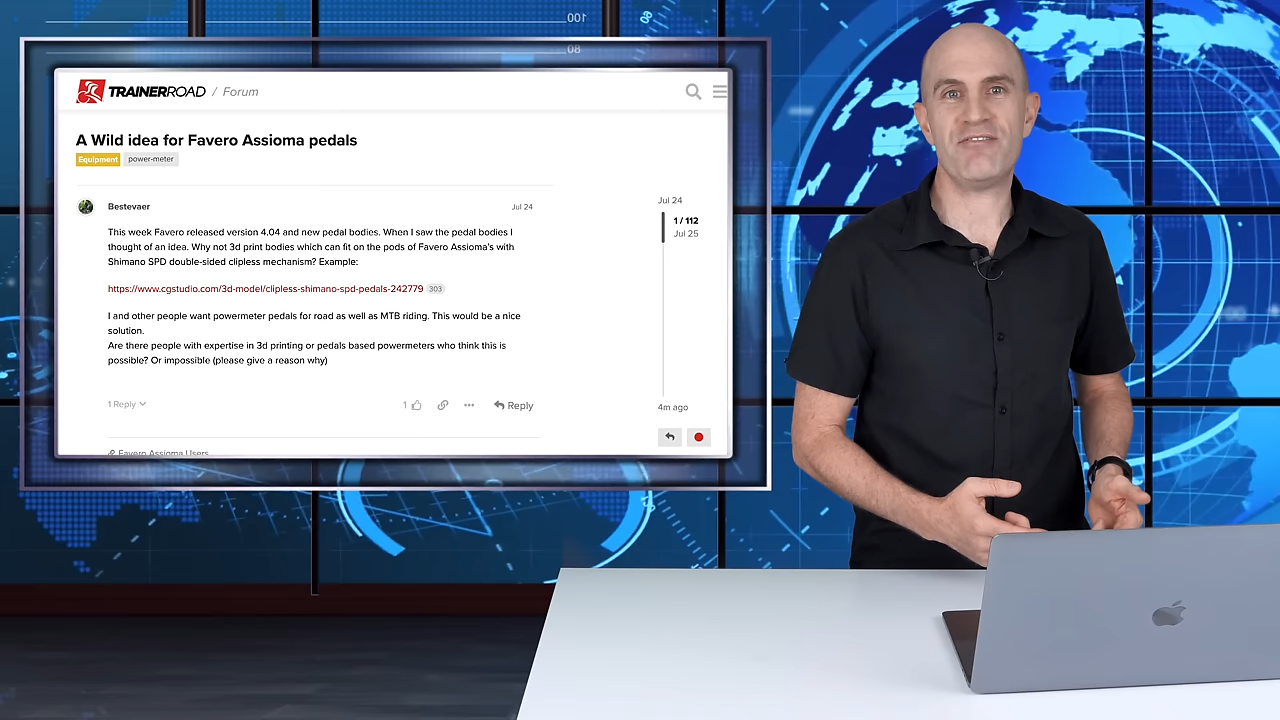 001
80
TRAINERROAD / Forum
A Wild idea for Favero Assioma pedals
Equipment power-meter
Bestevaer Jul 24
This week Favero released version 4.04 and new pedal bodies. When I saw the pedal bodies I
thought of an idea. Why not 3d print bodies which can fit on the pods of Favero Assioma's with
Shimano SPD double-sided clipless mechanism? Example:
https://www.cgstudio.com/3d-model/clipless-shimano-spd-pedals-242779 303
I and other people want powermeter pedals for road as well as MTB riding. This would be a nice
solution.
Are there people with expertise in 3d printing or pedals based powermeters who think this is
possible? Or impossible (please give a reason why)
1 Reply
1
Reply
Favero Assioma Users
Jul 24
1 / 112
Jul 25
4m ago